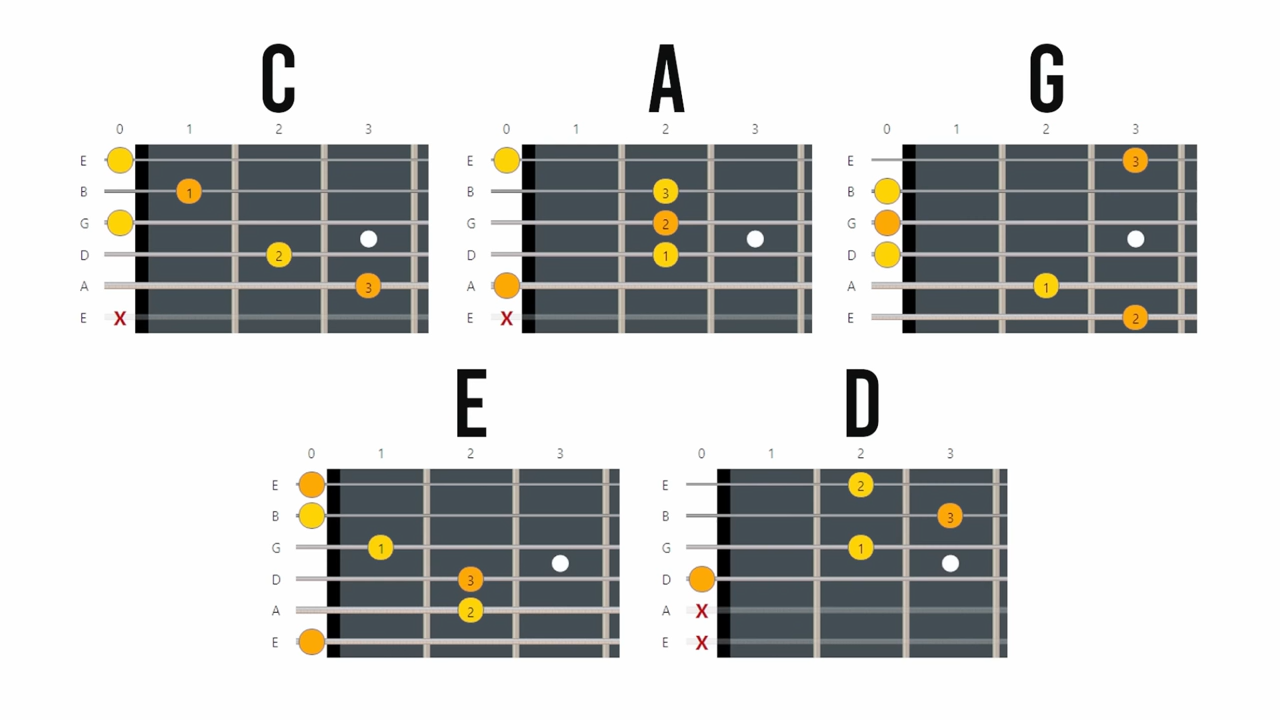 C A G
0 1 2 3 0 1 2 3 0 1 2 3
E E E 3
B 1 B 3 B
G G 2 G
D 2 D 1 D
A 3 A A 1
E X E X E 2
E D
0 1 2 3 0 1 2 3
E E 2
B B 3
G 1 G 1
D 3 D
A 2 A X
E E X